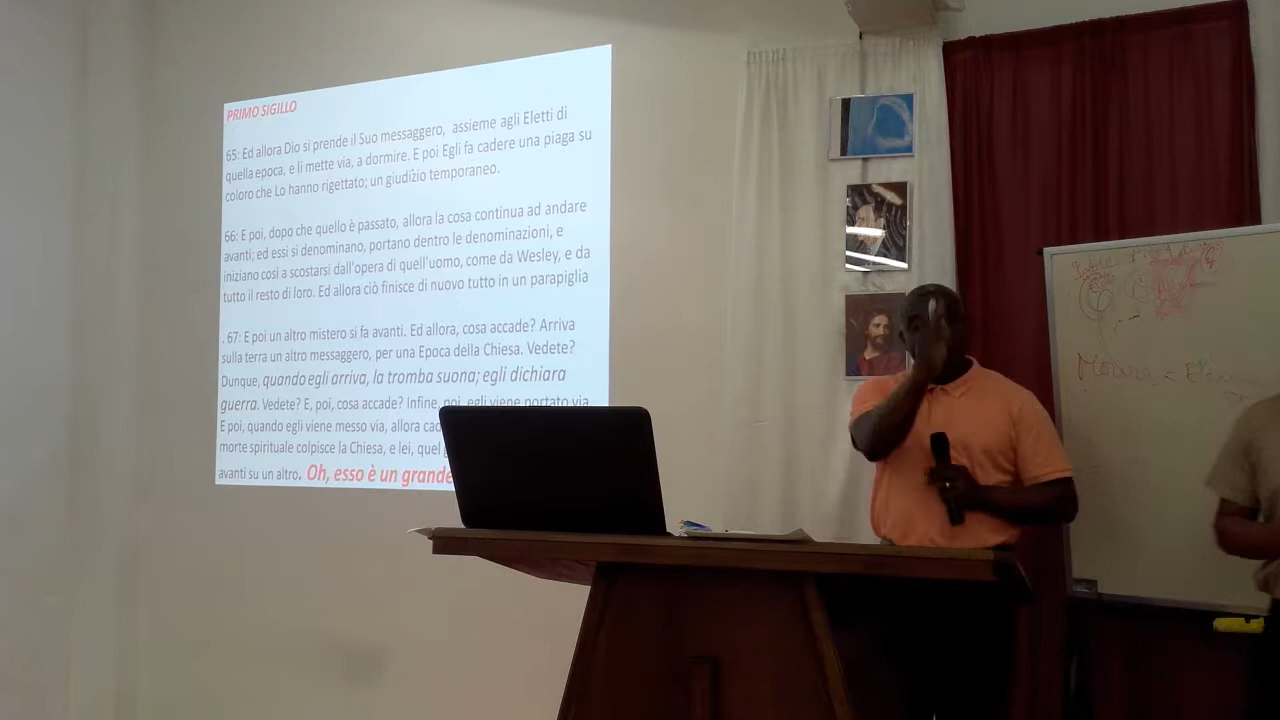 PRIMO SIGILLO
65: Ed allora Dio si prende il Suo messaggero, assieme agli Eletti di
quella epoca, e li mette via, a dormire. E poi Egli fa cadere una piaga su
coloro che Lo hanno rigettato; un giudizio temporaneo.
66: E poi, dopo che quello è passato, allora la cosa continua ad andare
avanti; ed essi si denominano, portano dentro le denominazioni, e
iniziano così a scostarsi dall'opera di quell'uomo, come da Wesley, e da
tutto il resto di loro. Ed allora ciò finisce di nuovo tutto in un parapiglia
. 67: E poi un altro mistero si fa avanti. Ed allora, cosa accade? Arriva
sulla terra un altro messaggero, per una Epoca della Chiesa. Vedete?
Dunque, quando egli arriva, la tromba suona; egli dichiara
guerra. Vedete? E, poi, cosa accade? Infine, poi, egli viene portato via.
E poi, quando egli viene messo via, allora
morte spirituale colpisce la Chiesa, e lei, quel
avanti su un altro. Oh, esso è un grande